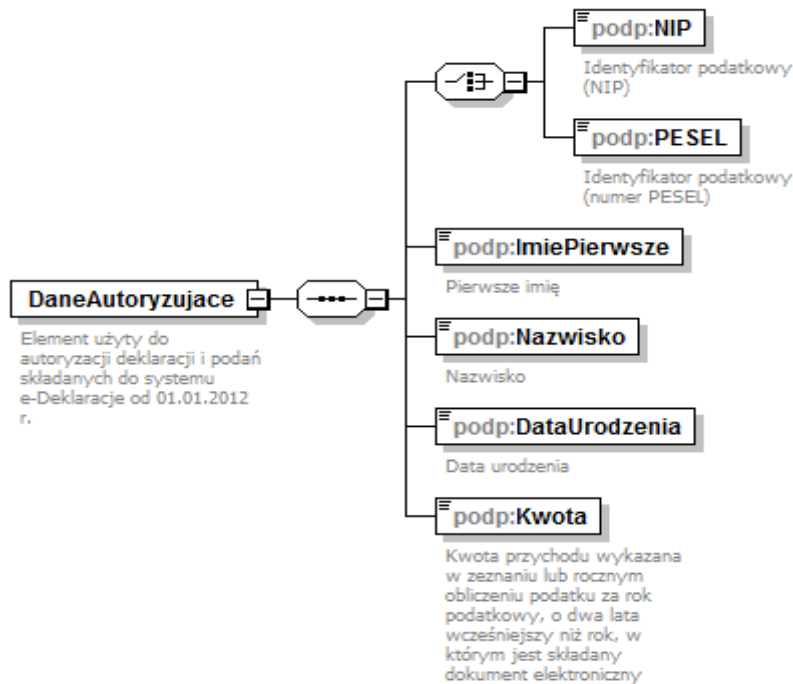 podp:NIP
Identyfikator podatkowy
(NIP)
podp:PESEL
Identyfikator podatkowy
(numer PESEL)
podp:ImiePierwsze
Pierwsze imię
DaneAutoryzujace
Element użyty do
autoryzacji deklaracji i podań
składanych do systemu
e-Deklaracje od 01.01.2012
r.
podp:Nazwisko
Nazwisko
podp:DataUrodzenia
Data urodzenia
podp:Kwota
Kwota przychodu wykazana
w zeznaniu lub rocznym
obliczeniu podatku za rok
podatkowy, o dwa lata
wcześniejszy niż rok, w
którym jest składany
dokument elektroniczny